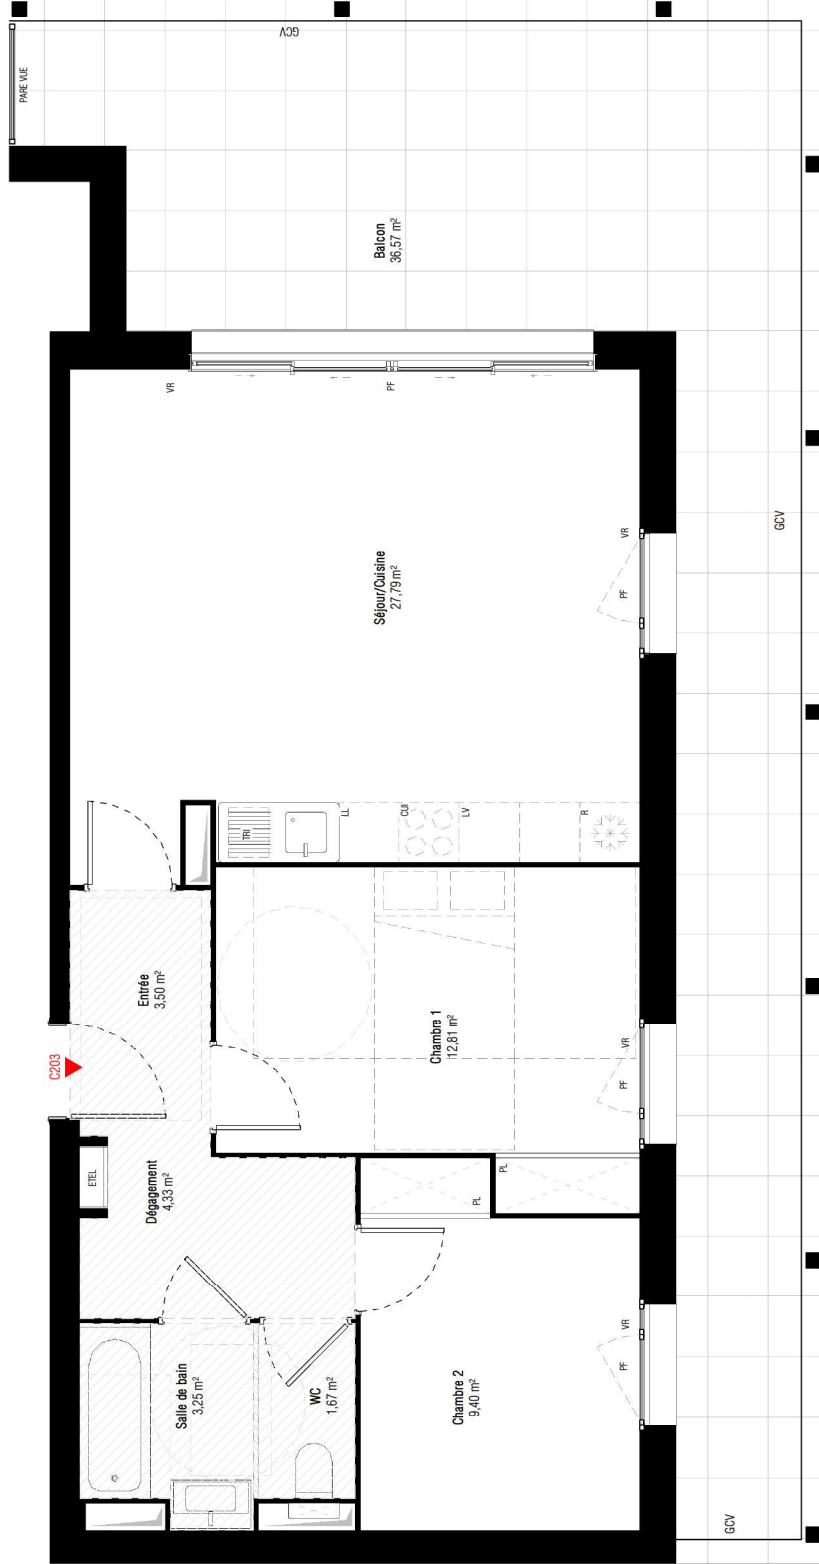 GCV
PARE VUE
Balcon
36,57 m²
VR
PF
Séjour/Cuisine
27,79 m²
VR
PF
GCV
TRI
LL
CUI
LV
R
Entrée
3,50 m²
C203
Chambre 1
12,81 m²
VR
PF
ETEL
Dégagement
4,33 m²
PL
PL
Salle de bain
3,25 m²
WC
1,67 m²
Chambre 2
9,40 m²
VR
PF
GCV